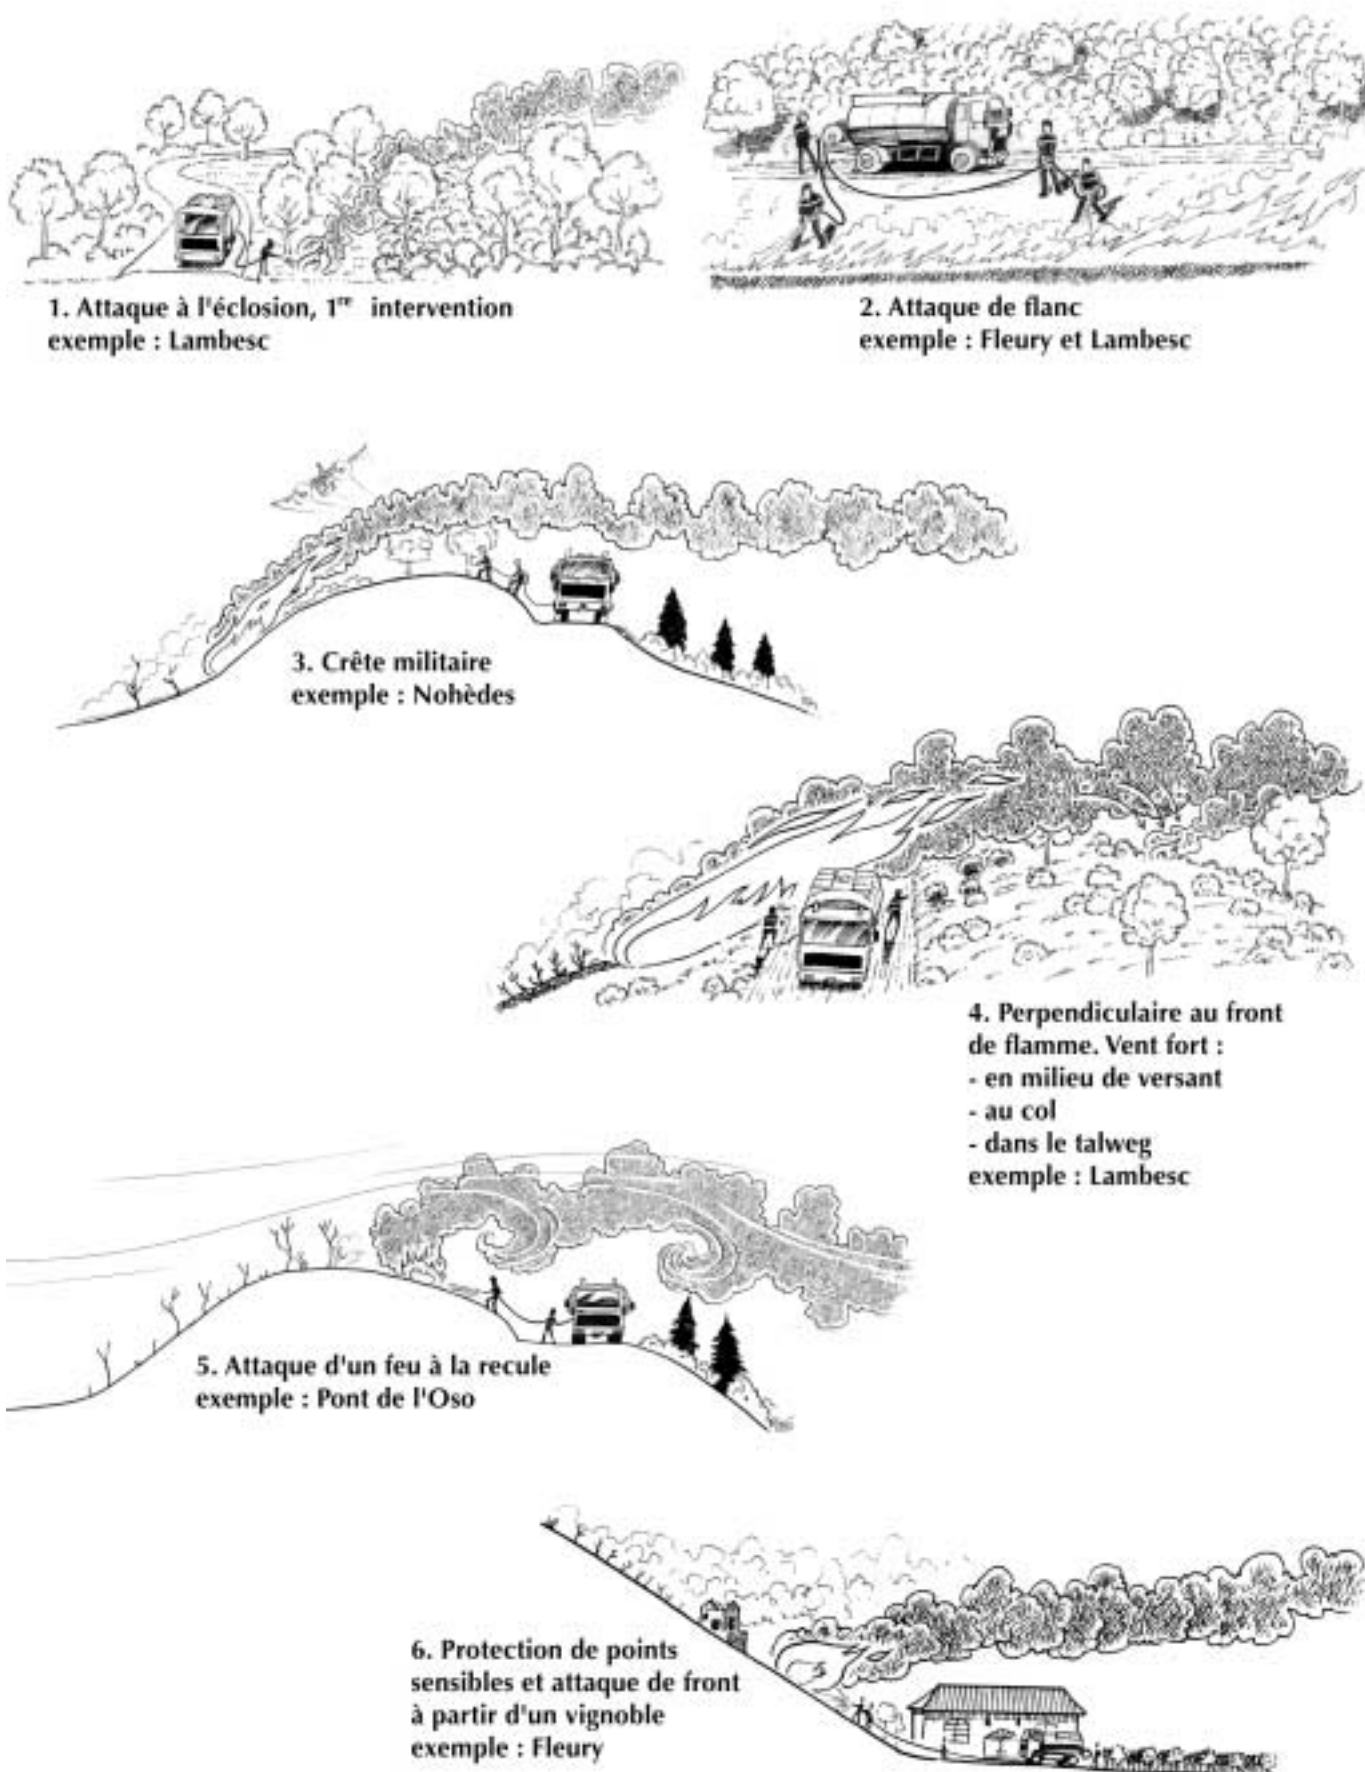 1. Attaque à l'éclosion, 1re intervention
exemple : Lambesc
2. Attaque de flanc
exemple : Fleury et Lambesc
3. Crête militaire
exemple : Nohèdes
4. Perpendiculaire au front
de flamme. Vent fort :
- en milieu de versant
- au col
- dans le talweg
exemple : Lambesc
5. Attaque d'un feu à la recule
exemple : Pont de l'Oso
6. Protection de points
sensibles et attaque de front
à partir d'un vignoble
exemple : Fleury